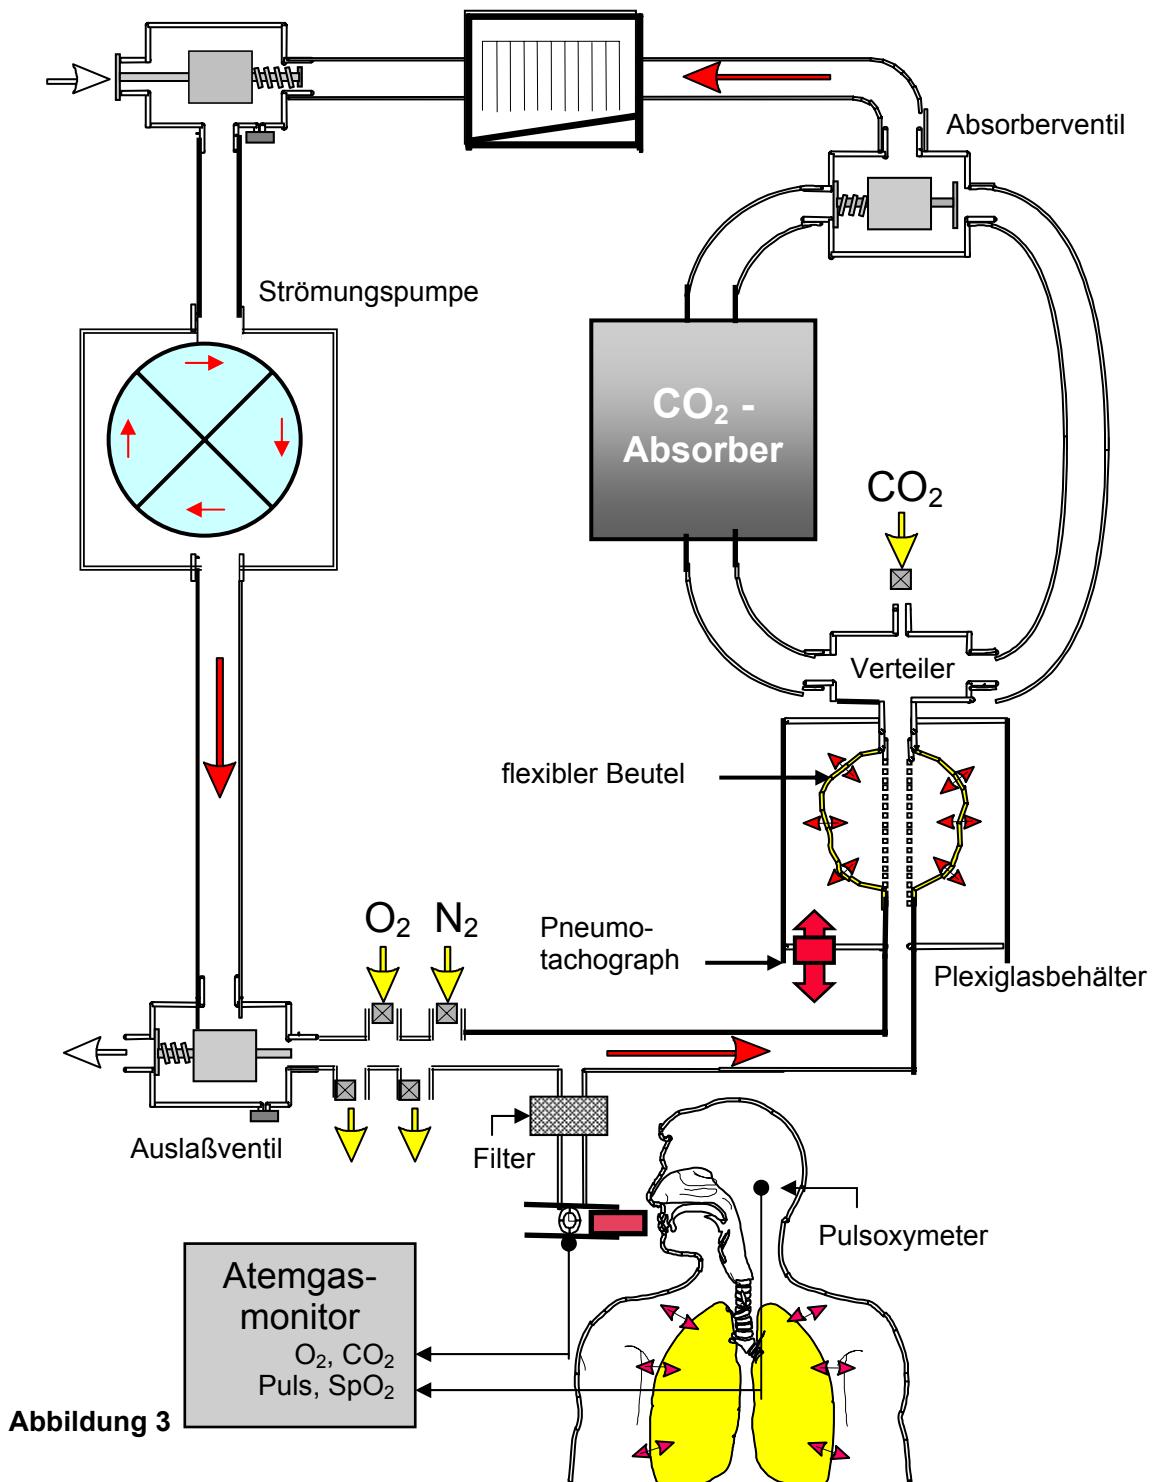 Absorberventil
Strömungspumpe
CO₂ -
Absorber
CO₂
Verteiler
flexibler Beutel
O₂ N₂
Pneumo-
tachograph
Plexiglasbehälter
Auslaßventil
Filter
Pulsoxymeter
Atemgas-
monitor
O₂, CO₂
Puls, SpO₂
Abbildung 3